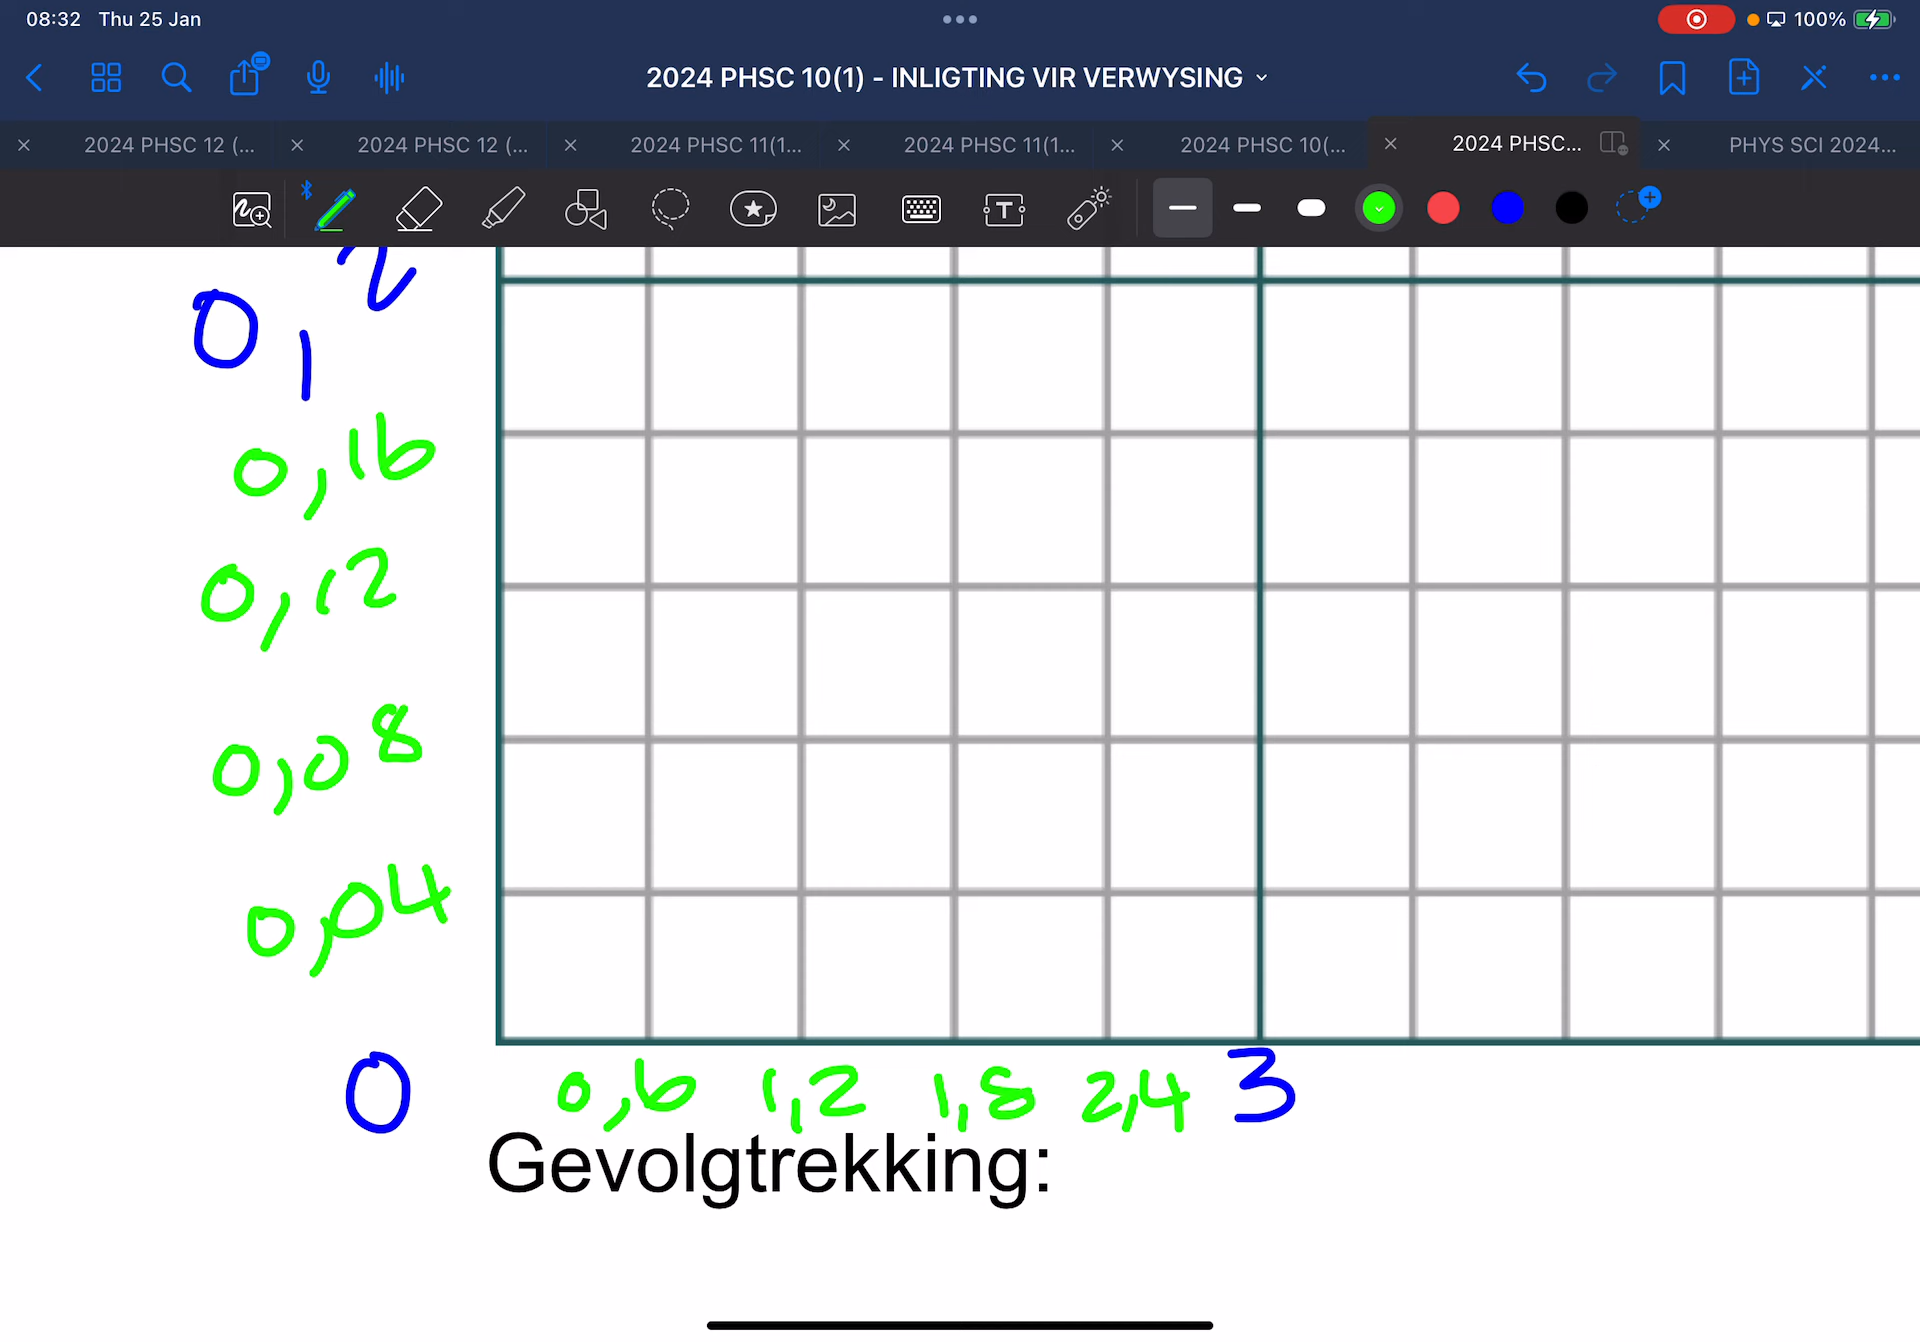 08:32 Thu 25 Jan
100%
2024 PHSC 10(1) - INLIGTING VIR VERWYSING
2024 PHSC 12 (...
2024 PHSC 12 (...
2024 PHSC 11(1...
2024 PHSC 11(1...
2024 PHSC 10(...
2024 PHSC...
PHYS SCI 2024...
T
0,2
0,16
0,12
0,08
0,04
0 0,6 1,2 1,8 2,4 3
Gevolgtrekking: